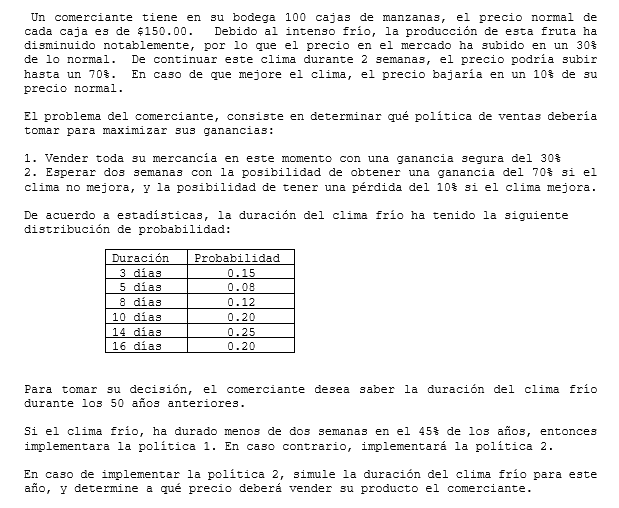 Un comerciante tiene en su bodega 100 cajas de manzanas, el precio normal de
cada caja es de $150.00. Debido al intenso frío, la producción de esta fruta ha
disminuido notablemente, por lo que el precio en el mercado ha subido en un 30%
de lo normal. De continuar este clima durante 2 semanas, el precio podría subir
hasta un 70%. En caso de que mejore el clima, el precio bajaría en un 10% de su
precio normal.
El problema del comerciante, consiste en determinar qué política de ventas debería
tomar para maximizar sus ganancias:
1. Vender toda su mercancía en este momento con una ganancia segura del 30%
2. Esperar dos semanas con la posibilidad de obtener una ganancia del 70% si el
clima no mejora, y la posibilidad de tener una pérdida del 10% si el clima mejora.
De acuerdo a estadísticas, la duración del clima frío ha tenido la siguiente
distribución de probabilidad:
Duración Probabilidad
3 días 0.15
5 días 0.08
8 días 0.12
10 días 0.20
14 días 0.25
16 días 0.20
Para tomar su decisión, el comerciante desea saber la duración del clima frío
durante los 50 años anteriores.
Si el clima frío, ha durado menos de dos semanas en el 45% de los años, entonces
implementara la política 1. En caso contrario, implementará la política 2.
En caso de implementar la política 2, simule la duración del clima frío para este
año, y determine a qué precio deberá vender su producto el comerciante.